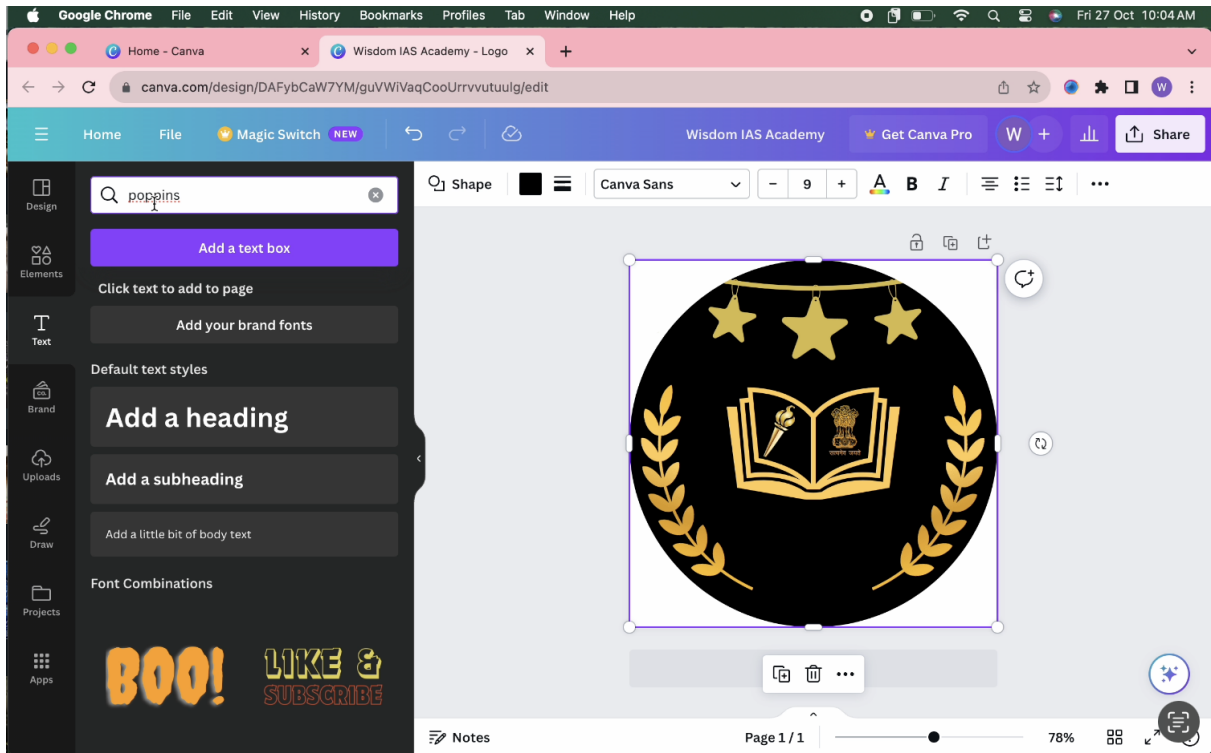 Google Chrome File Edit View History Bookmarks Profiles Tab Window Help Fri 27 Oct 10:04 AM
Home - Canva
Wisdom IAS Academy - Logo
canva.com/design/DAFybCaW7YM/guVWiVaqCooUrrvvutuulg/edit
W
Home File Magic Switch NEW Wisdom IAS Academy Get Canva Pro W Share
Design
Elements
Text
Brand
Uploads
Draw
Projects
Apps
poppins
Add a text box
Click text to add to page
Add your brand fonts
Default text styles
Add a heading
Add a subheading
Add a little bit of body text
Font Combinations
BOO!
LIKE &
SUBSCRIBE
Shape Canva Sans - 9 + A B I
सत्यमेव जयते
Notes Page 1 / 1 78%